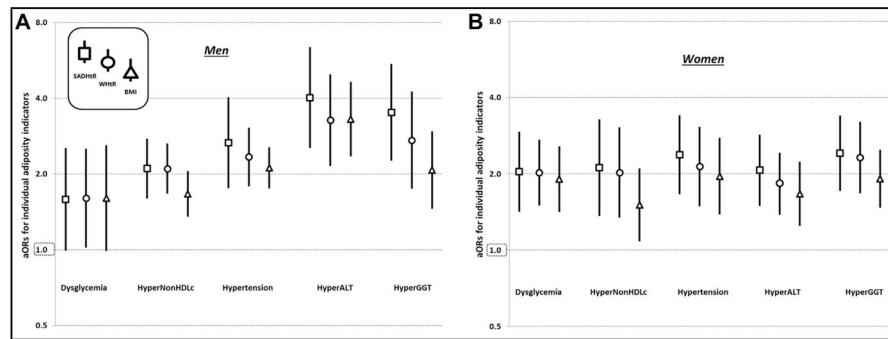 A
Men
SADHtR
WHtR
BMI
aORs for individual adiposity indicators
8.0
4.0
2.0
1.0
0.5
Dysglycemia HyperNonHDLc Hypertension HyperALT HyperGGT
B
Women
aORs for individual adiposity indicators
8.0
4.0
2.0
1.0
0.5
Dysglycemia HyperNonHDLc Hypertension HyperALT HyperGGT